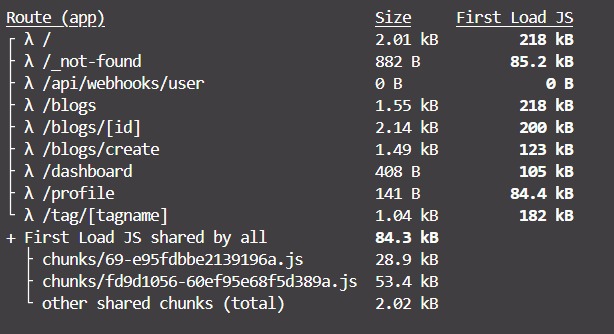 Route (app) Size First Load JS
┌ λ / 2.01 kB 218 kB
├ λ /_not-found 882 B 85.2 kB
├ λ /api/webhooks/user 0 B 0 B
├ λ /blogs 1.55 kB 218 kB
├ λ /blogs/[id] 2.14 kB 200 kB
├ λ /blogs/create 1.49 kB 123 kB
├ λ /dashboard 408 B 105 kB
├ λ /profile 141 B 84.4 kB
└ λ /tag/[tagname] 1.04 kB 182 kB
+ First Load JS shared by all 84.3 kB
├ chunks/69-e95fdbbe2139196a.js 28.9 kB
├ chunks/fd9d1056-60ef95e68f5d389a.js 53.4 kB
└ other shared chunks (total) 2.02 kB